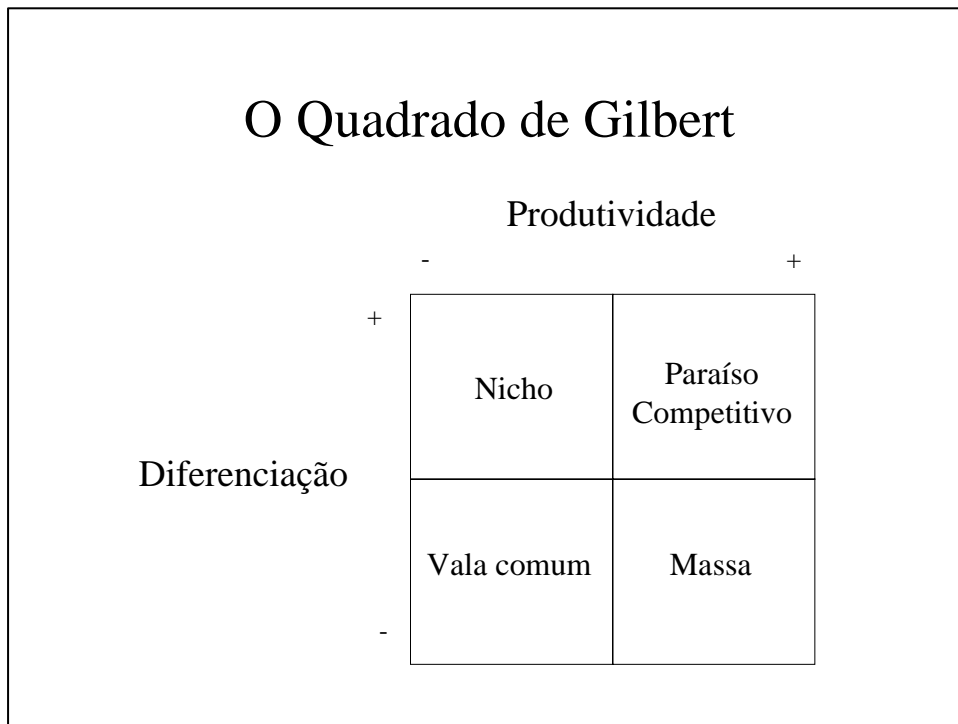 O Quadrado de Gilbert
Produtividade
- +
+
Nicho
Paraíso
Competitivo
Diferenciação
Vala comum
Massa
-